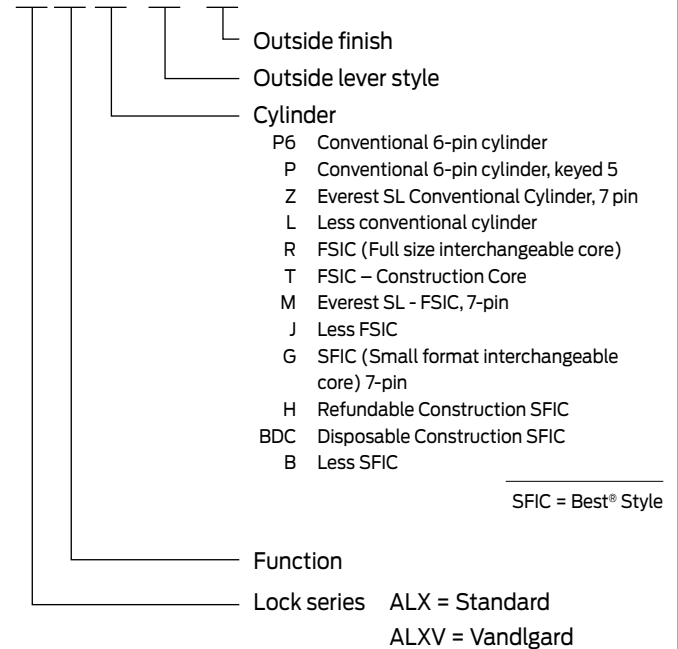 Outside finish
Outside lever style
Cylinder
P6 Conventional 6-pin cylinder
P Conventional 6-pin cylinder, keyed 5
Z Everest SL Conventional Cylinder, 7 pin
L Less conventional cylinder
R FSIC (Full size interchangeable core)
T FSIC – Construction Core
M Everest SL - FSIC, 7-pin
J Less FSIC
G SFIC (Small format interchangeable
core) 7-pin
H Refundable Construction SFIC
BDC Disposable Construction SFIC
B Less SFIC
SFIC = Best® Style
Function
Lock series ALX = Standard
ALXV = Vandlgard